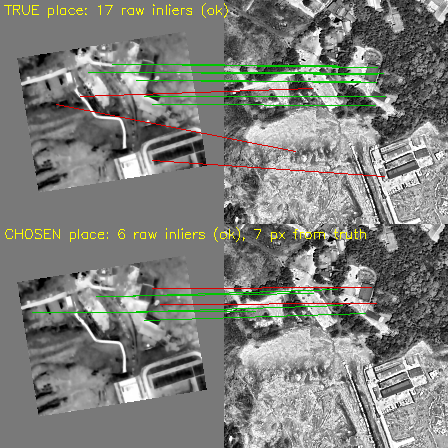 TRUE place: 17 raw inliers (ok)
CHOSEN place: 6 raw inliers (ok), 7 px from truth